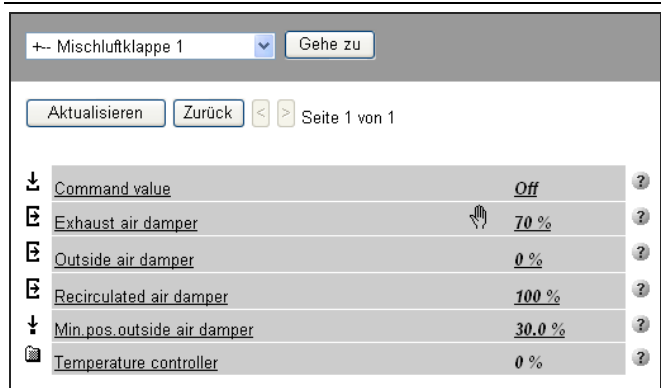 +-- Mischluftklappe 1 Gehe zu
Aktualisieren Zurück < > Seite 1 von 1
Command value Off ?
Exhaust air damper 70 % ?
Outside air damper 0 % ?
Recirculated air damper 100 % ?
Min.pos.outside air damper 30.0 % ?
Temperature controller 0 % ?